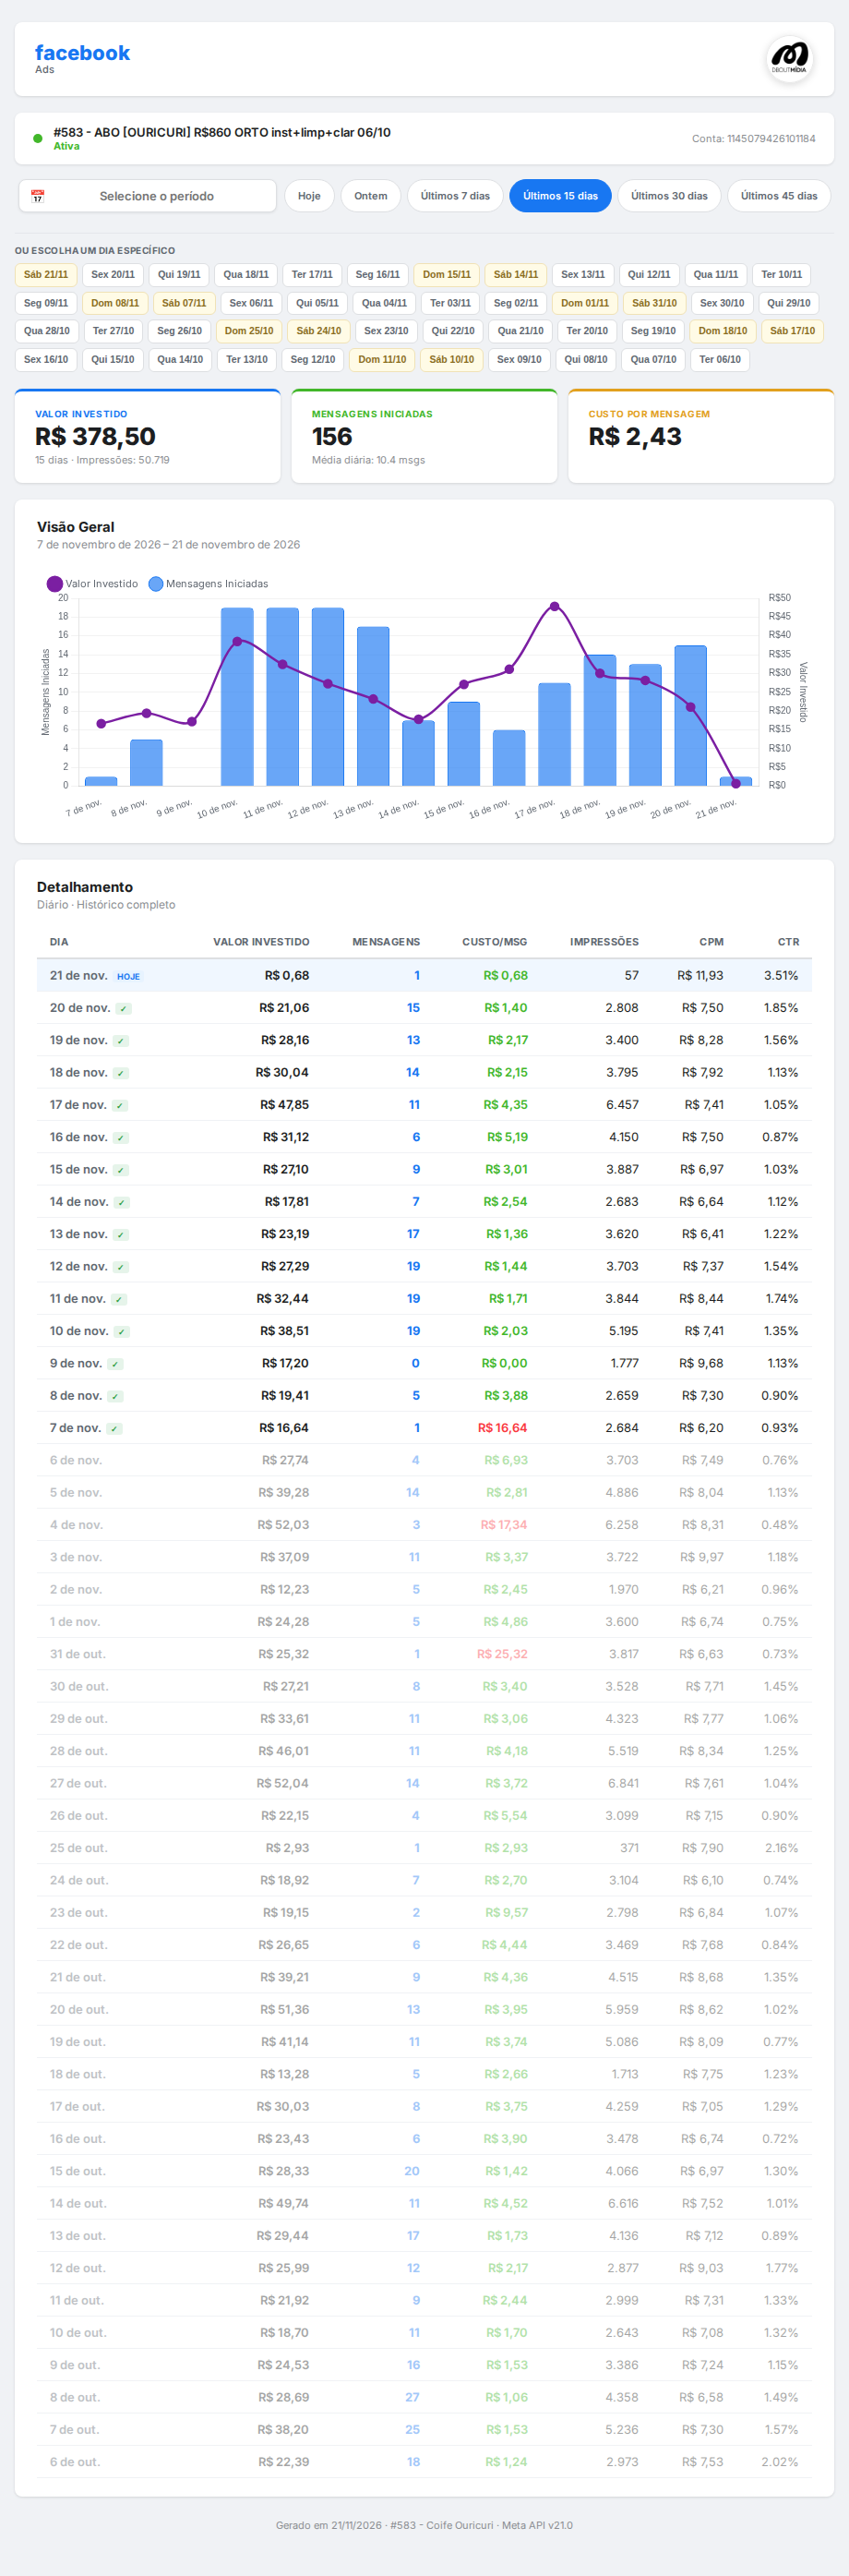 facebook
Ads
DBOUTMÍDIA
#583 - ABO [OURICURI] R$860 ORTO inst+limp+clar 06/10
Ativa
Conta: 1145079426101184
Selecione o período
Hoje
Ontem
Últimos 7 dias
Últimos 15 dias
Últimos 30 dias
Últimos 45 dias
OU ESCOLHA UM DIA ESPECÍFICO
Sáb 21/11 Sex 20/11 Qui 19/11 Qua 18/11 Ter 17/11 Seg 16/11 Dom 15/11 Sáb 14/11 Sex 13/11 Qui 12/11 Qua 11/11 Ter 10/11
Seg 09/11 Dom 08/11 Sáb 07/11 Sex 06/11 Qui 05/11 Qua 04/11 Ter 03/11 Seg 02/11 Dom 01/11 Sáb 31/10 Sex 30/10 Qui 29/10
Qua 28/10 Ter 27/10 Seg 26/10 Dom 25/10 Sáb 24/10 Sex 23/10 Qui 22/10 Qua 21/10 Ter 20/10 Seg 19/10 Dom 18/10 Sáb 17/10
Sex 16/10 Qui 15/10 Qua 14/10 Ter 13/10 Seg 12/10 Dom 11/10 Sáb 10/10 Sex 09/10 Qui 08/10 Qua 07/10 Ter 06/10
VALOR INVESTIDO
R$ 378,50
15 dias · Impressões: 50.719
MENSAGENS INICIADAS
156
Média diária: 10.4 msgs
CUSTO POR MENSAGEM
R$ 2,43
Visão Geral
7 de novembro de 2026 – 21 de novembro de 2026
Valor Investido Mensagens Iniciadas
20 R$50
18 R$45
16 R$40
14 R$35
12 R$30
10 R$25
8 R$20
6 R$15
4 R$10
2 R$5
0 R$0
Mensagens Iniciadas
Valor Investido
7 de nov. 8 de nov. 9 de nov. 10 de nov. 11 de nov. 12 de nov. 13 de nov. 14 de nov. 15 de nov. 16 de nov. 17 de nov. 18 de nov. 19 de nov. 20 de nov. 21 de nov.
Detalhamento
Diário · Histórico completo
DIA VALOR INVESTIDO MENSAGENS CUSTO/MSG IMPRESSÕES CPM CTR
21 de nov. HOJE R$ 0,68 1 R$ 0,68 57 R$ 11,93 3.51%
20 de nov. ✓ R$ 21,06 15 R$ 1,40 2.808 R$ 7,50 1.85%
19 de nov. ✓ R$ 28,16 13 R$ 2,17 3.400 R$ 8,28 1.56%
18 de nov. ✓ R$ 30,04 14 R$ 2,15 3.795 R$ 7,92 1.13%
17 de nov. ✓ R$ 47,85 11 R$ 4,35 6.457 R$ 7,41 1.05%
16 de nov. ✓ R$ 31,12 6 R$ 5,19 4.150 R$ 7,50 0.87%
15 de nov. ✓ R$ 27,10 9 R$ 3,01 3.887 R$ 6,97 1.03%
14 de nov. ✓ R$ 17,81 7 R$ 2,54 2.683 R$ 6,64 1.12%
13 de nov. ✓ R$ 23,19 17 R$ 1,36 3.620 R$ 6,41 1.22%
12 de nov. ✓ R$ 27,29 19 R$ 1,44 3.703 R$ 7,37 1.54%
11 de nov. ✓ R$ 32,44 19 R$ 1,71 3.844 R$ 8,44 1.74%
10 de nov. ✓ R$ 38,51 19 R$ 2,03 5.195 R$ 7,41 1.35%
9 de nov. ✓ R$ 17,20 0 R$ 0,00 1.777 R$ 9,68 1.13%
8 de nov. ✓ R$ 19,41 5 R$ 3,88 2.659 R$ 7,30 0.90%
7 de nov. ✓ R$ 16,64 1 R$ 16,64 2.684 R$ 6,20 0.93%
6 de nov. R$ 27,74 4 R$ 6,93 3.703 R$ 7,49 0.76%
5 de nov. R$ 39,28 14 R$ 2,81 4.886 R$ 8,04 1.13%
4 de nov. R$ 52,03 3 R$ 17,34 6.258 R$ 8,31 0.48%
3 de nov. R$ 37,09 11 R$ 3,37 3.722 R$ 9,97 1.18%
2 de nov. R$ 12,23 5 R$ 2,45 1.970 R$ 6,21 0.96%
1 de nov. R$ 24,28 5 R$ 4,86 3.600 R$ 6,74 0.75%
31 de out. R$ 25,32 1 R$ 25,32 3.817 R$ 6,63 0.73%
30 de out. R$ 27,21 8 R$ 3,40 3.528 R$ 7,71 1.45%
29 de out. R$ 33,61 11 R$ 3,06 4.323 R$ 7,77 1.06%
28 de out. R$ 46,01 11 R$ 4,18 5.519 R$ 8,34 1.25%
27 de out. R$ 52,04 14 R$ 3,72 6.841 R$ 7,61 1.04%
26 de out. R$ 22,15 4 R$ 5,54 3.099 R$ 7,15 0.90%
25 de out. R$ 2,93 1 R$ 2,93 371 R$ 7,90 2.16%
24 de out. R$ 18,92 7 R$ 2,70 3.104 R$ 6,10 0.74%
23 de out. R$ 19,15 2 R$ 9,57 2.798 R$ 6,84 1.07%
22 de out. R$ 26,65 6 R$ 4,44 3.469 R$ 7,68 0.84%
21 de out. R$ 39,21 9 R$ 4,36 4.515 R$ 8,68 1.35%
20 de out. R$ 51,36 13 R$ 3,95 5.959 R$ 8,62 1.02%
19 de out. R$ 41,14 11 R$ 3,74 5.086 R$ 8,09 0.77%
18 de out. R$ 13,28 5 R$ 2,66 1.713 R$ 7,75 1.23%
17 de out. R$ 30,03 8 R$ 3,75 4.259 R$ 7,05 1.29%
16 de out. R$ 23,43 6 R$ 3,90 3.478 R$ 6,74 0.72%
15 de out. R$ 28,33 20 R$ 1,42 4.066 R$ 6,97 1.30%
14 de out. R$ 49,74 11 R$ 4,52 6.616 R$ 7,52 1.01%
13 de out. R$ 29,44 17 R$ 1,73 4.136 R$ 7,12 0.89%
12 de out. R$ 25,99 12 R$ 2,17 2.877 R$ 9,03 1.77%
11 de out. R$ 21,92 9 R$ 2,44 2.999 R$ 7,31 1.33%
10 de out. R$ 18,70 11 R$ 1,70 2.643 R$ 7,08 1.32%
9 de out. R$ 24,53 16 R$ 1,53 3.386 R$ 7,24 1.15%
8 de out. R$ 28,69 27 R$ 1,06 4.358 R$ 6,58 1.49%
7 de out. R$ 38,20 25 R$ 1,53 5.236 R$ 7,30 1.57%
6 de out. R$ 22,39 18 R$ 1,24 2.973 R$ 7,53 2.02%
Gerado em 21/11/2026 · #583 - Coife Ouricuri · Meta API v21.0